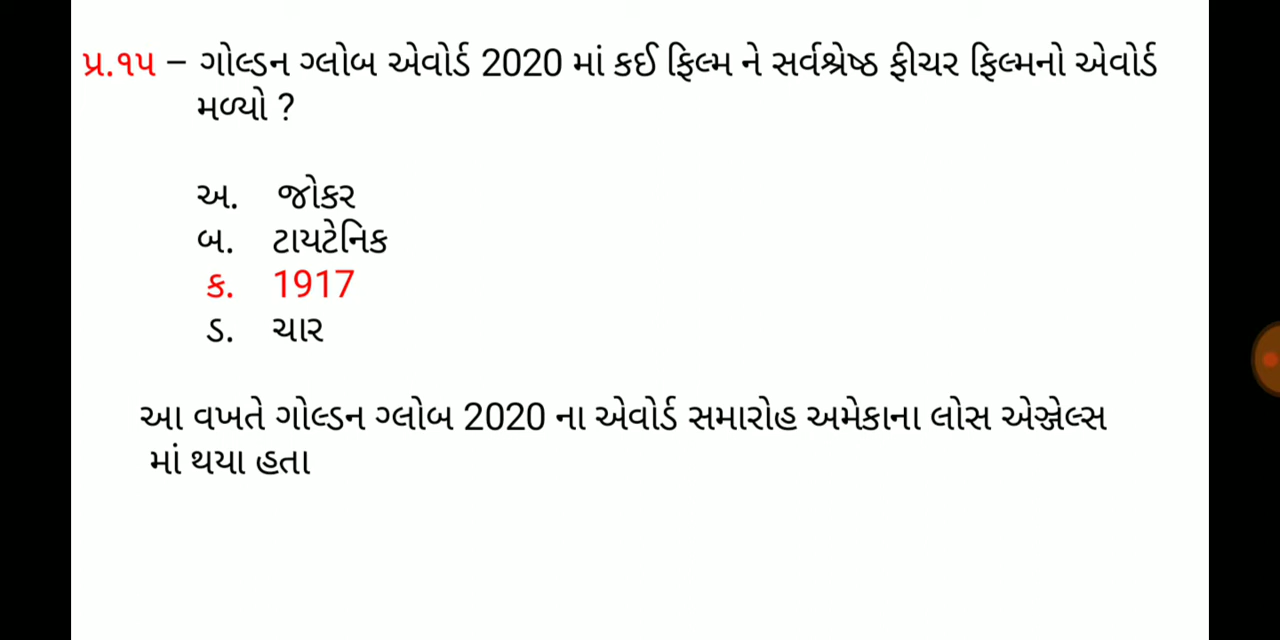 પ્ર.૧૫ – ગોલ્ડન ગ્લોબ એવોર્ડ 2020 માં કઈ ફિલ્મ ને સર્વશ્રેષ્ઠ ફીચર ફિલ્મનો એવોર્ડ
મળ્યો ?
અ. જોકર
બ. ટાયટેનિક
ક. 1917
ડ. ચાર
આ વખતે ગોલ્ડન ગ્લોબ 2020 ના એવોર્ડ સમારોહ અમેકાના લોસ એન્જેલ્સ
માં થયા હતા